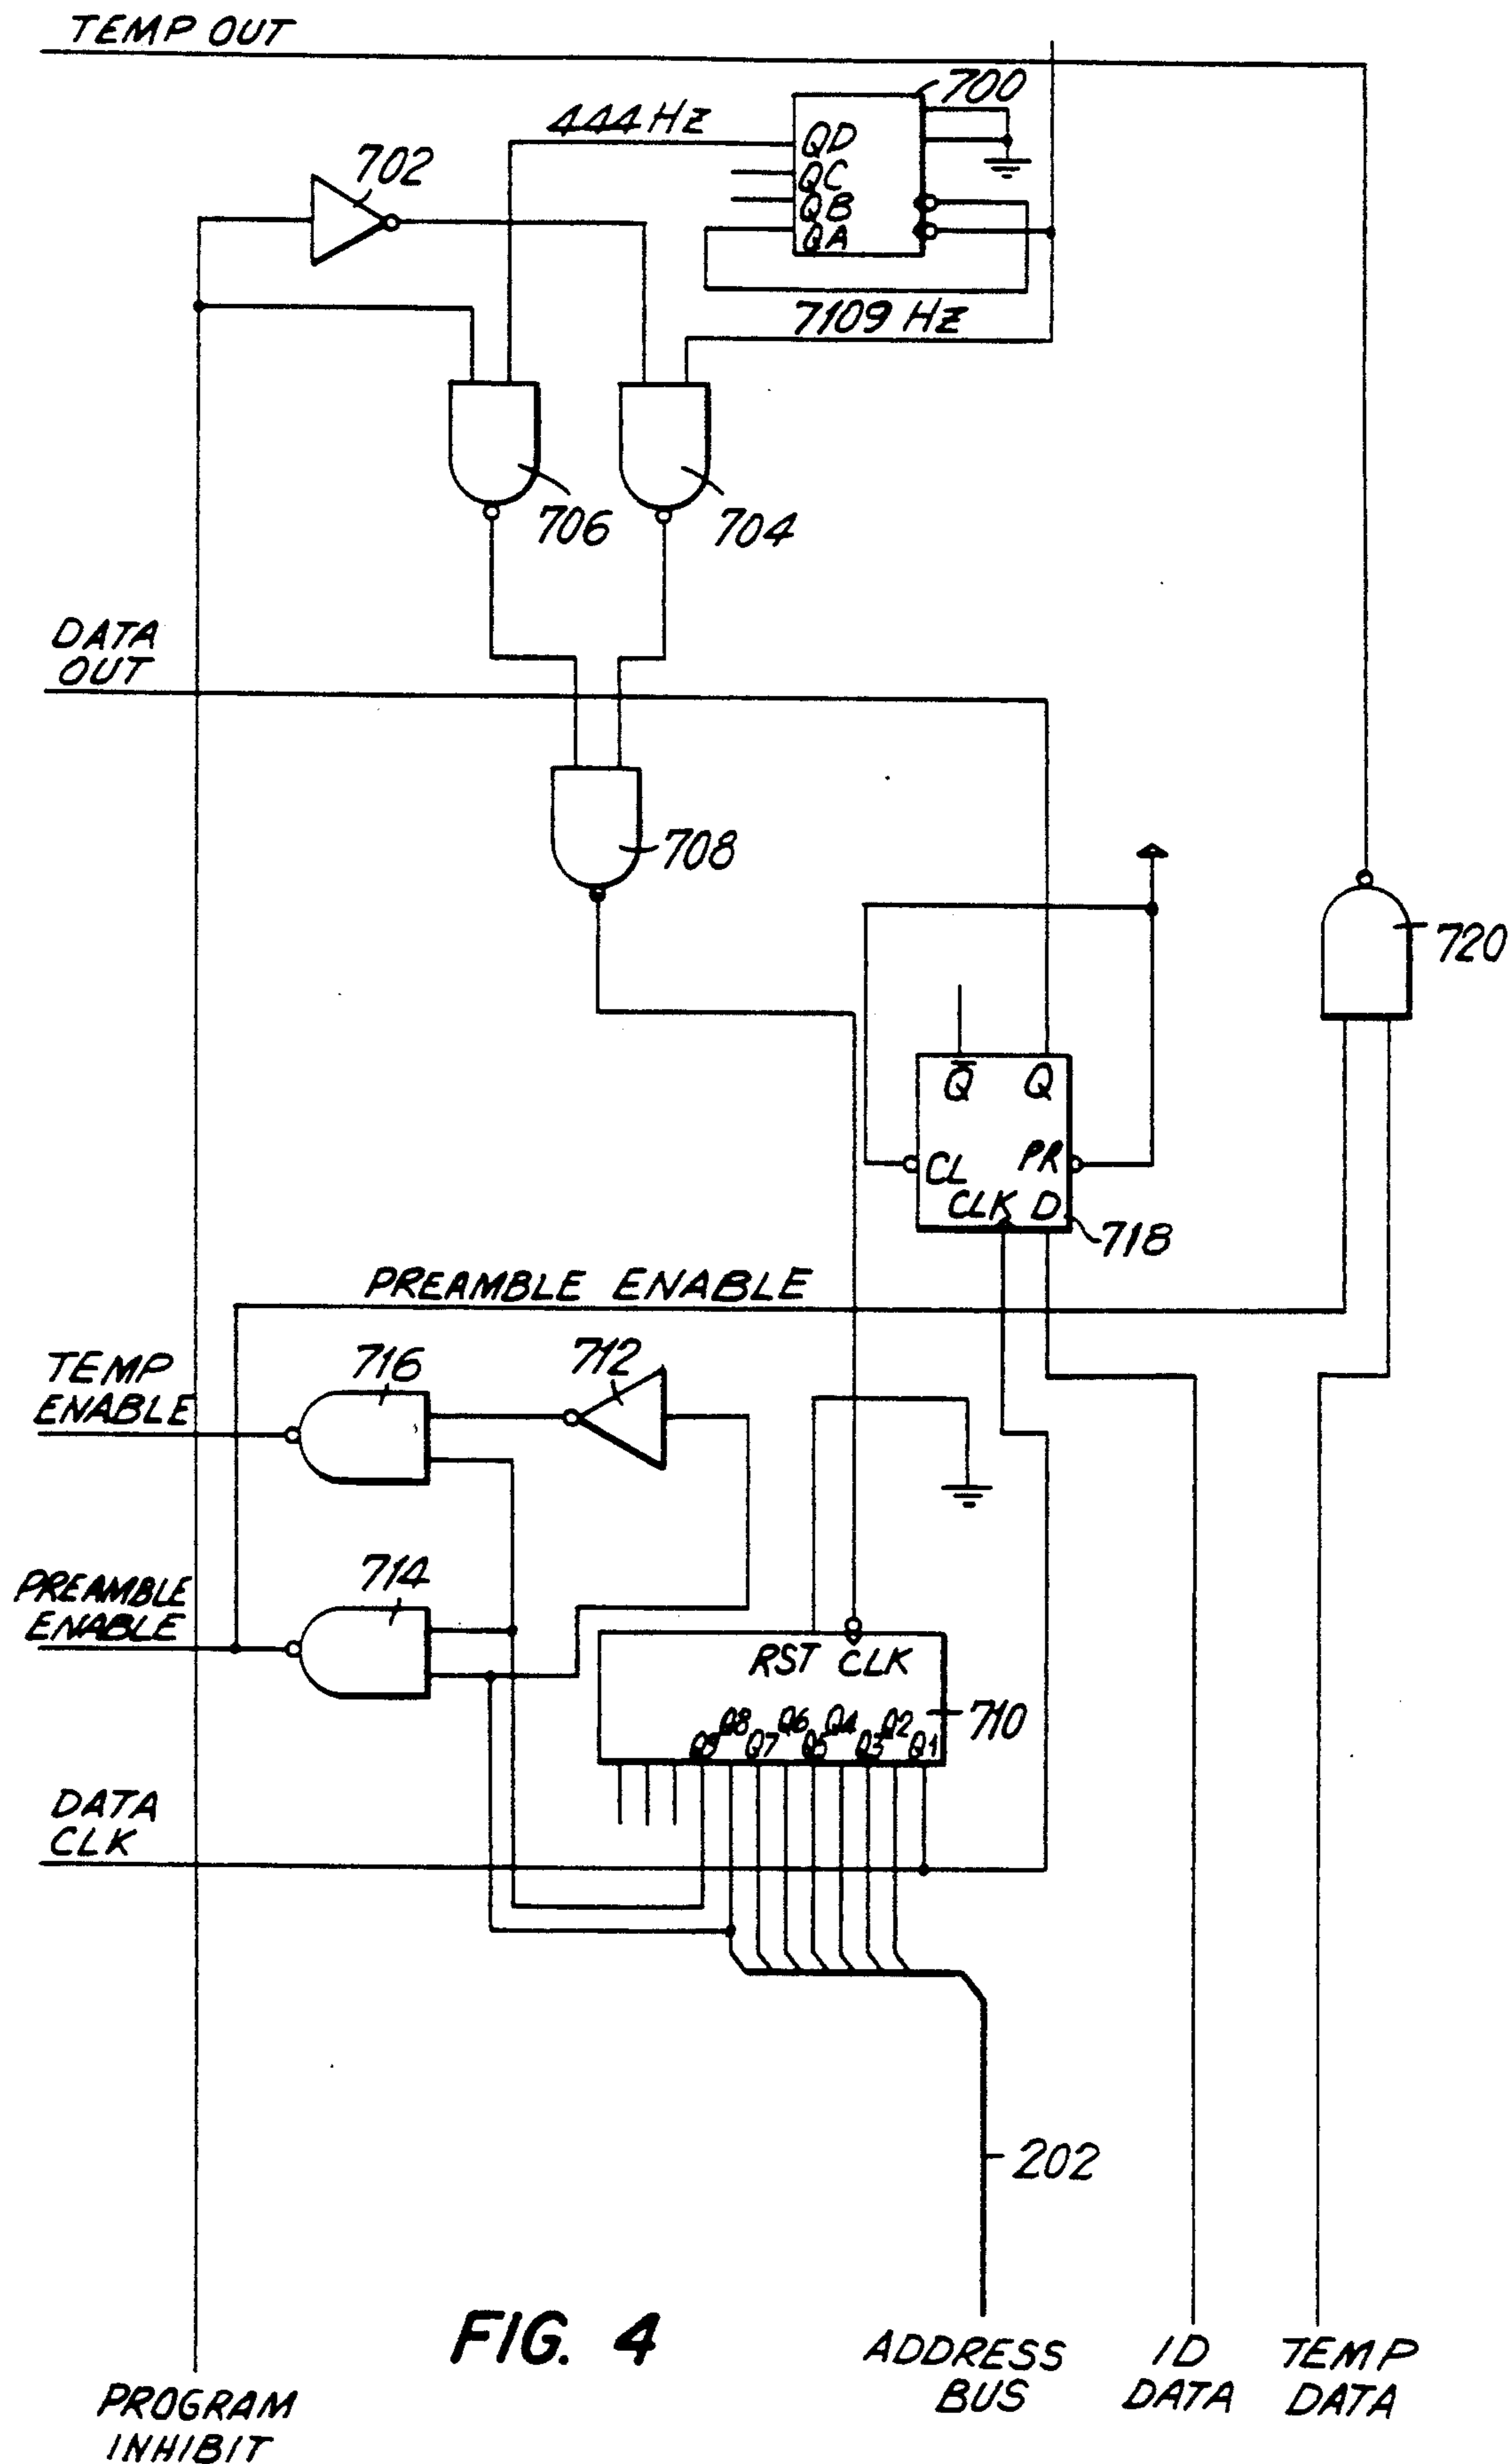 TEMP OUT
700
444 Hz
QD
QC
QB
QA
702
7109 Hz
706
704
DATA
OUT
708
720
Q̅ Q
CL PR
CLK D
718
PREAMBLE ENABLE
TEMP
ENABLE
716
712
PREAMBLE
ENABLE
714
RST CLK
710
Q9 Q8 Q7 Q6 Q5 Q4 Q3 Q2 Q1
DATA
CLK
202
FIG. 4
ADDRESS
BUS
ID
DATA
TEMP
DATA
PROGRAM
INHIBIT